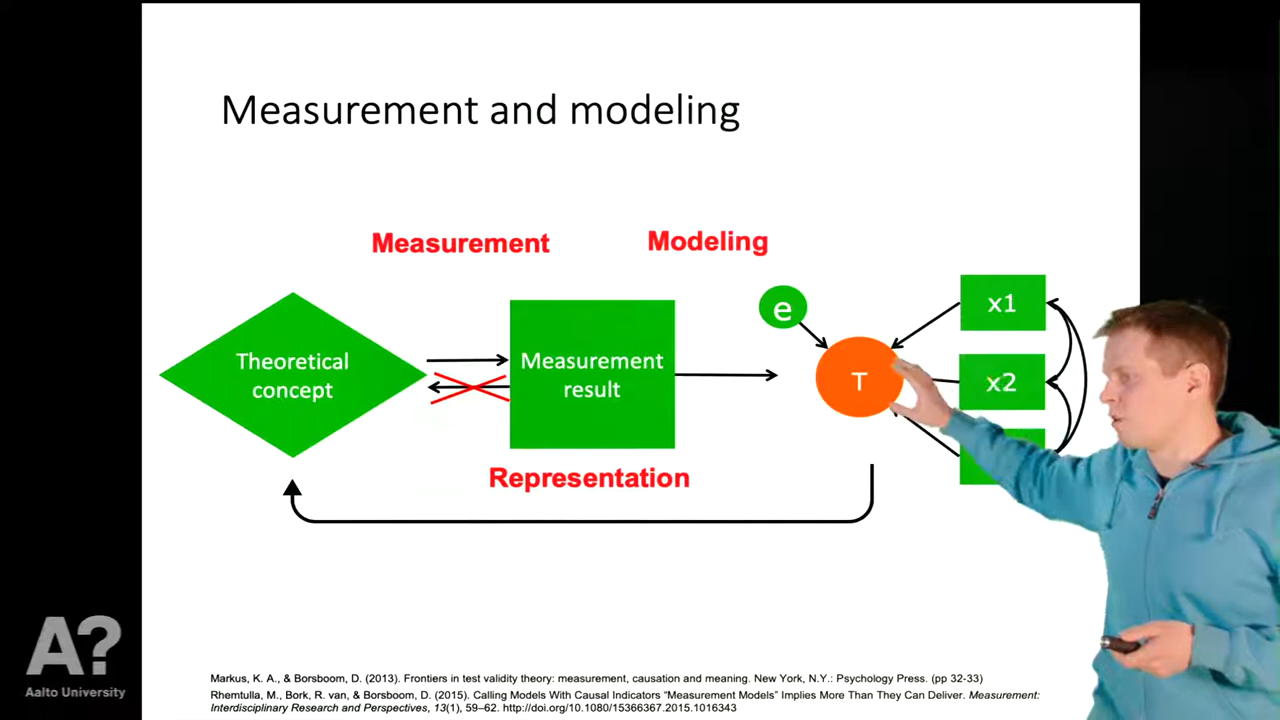 Measurement and modeling
Measurement
Modeling
e
x1
Theoretical
concept
Measurement
result
T
x2
Representation
A?
Aalto University
Markus, K. A., & Borsboom, D. (2013). Frontiers in test validity theory: measurement, causation and meaning. New York, N.Y.: Psychology Press. (pp 32-33)
Rhemtulla, M., Bork, R. van, & Borsboom, D. (2015). Calling Models With Causal Indicators “Measurement Models” Implies More Than They Can Deliver. Measurement:
Interdisciplinary Research and Perspectives, 13(1), 59–62. http://doi.org/10.1080/15366367.2015.1016343